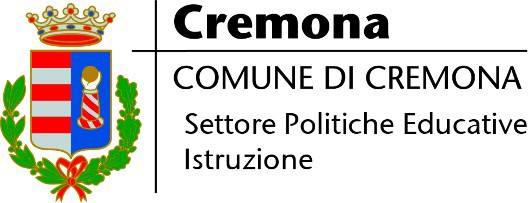 Cremona
COMUNE DI CREMONA
Settore Politiche Educative
Istruzione